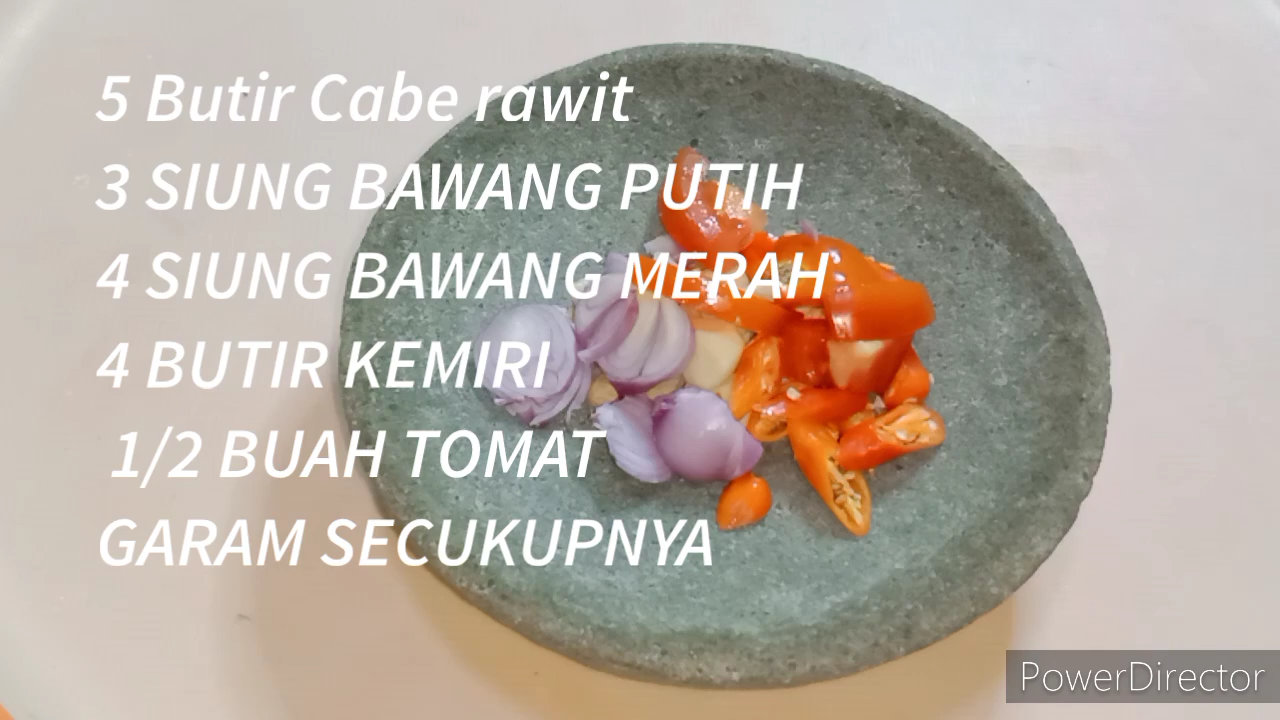 5 Butir Cabe rawit
3 SIUNG BAWANG PUTIH
4 SIUNG BAWANG MERAH
4 BUTIR KEMIRI
1/2 BUAH TOMAT
GARAM SECUKUPNYA
PowerDirector